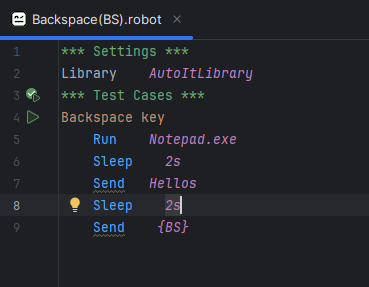 Backspace(BS).robot
1 *** Settings ***
2 Library    AutoItLibrary
3 *** Test Cases ***
4 Backspace key
5     Run    Notepad.exe
6     Sleep    2s
7     Send    Hellos
8     Sleep    2s
9     Send    {BS}